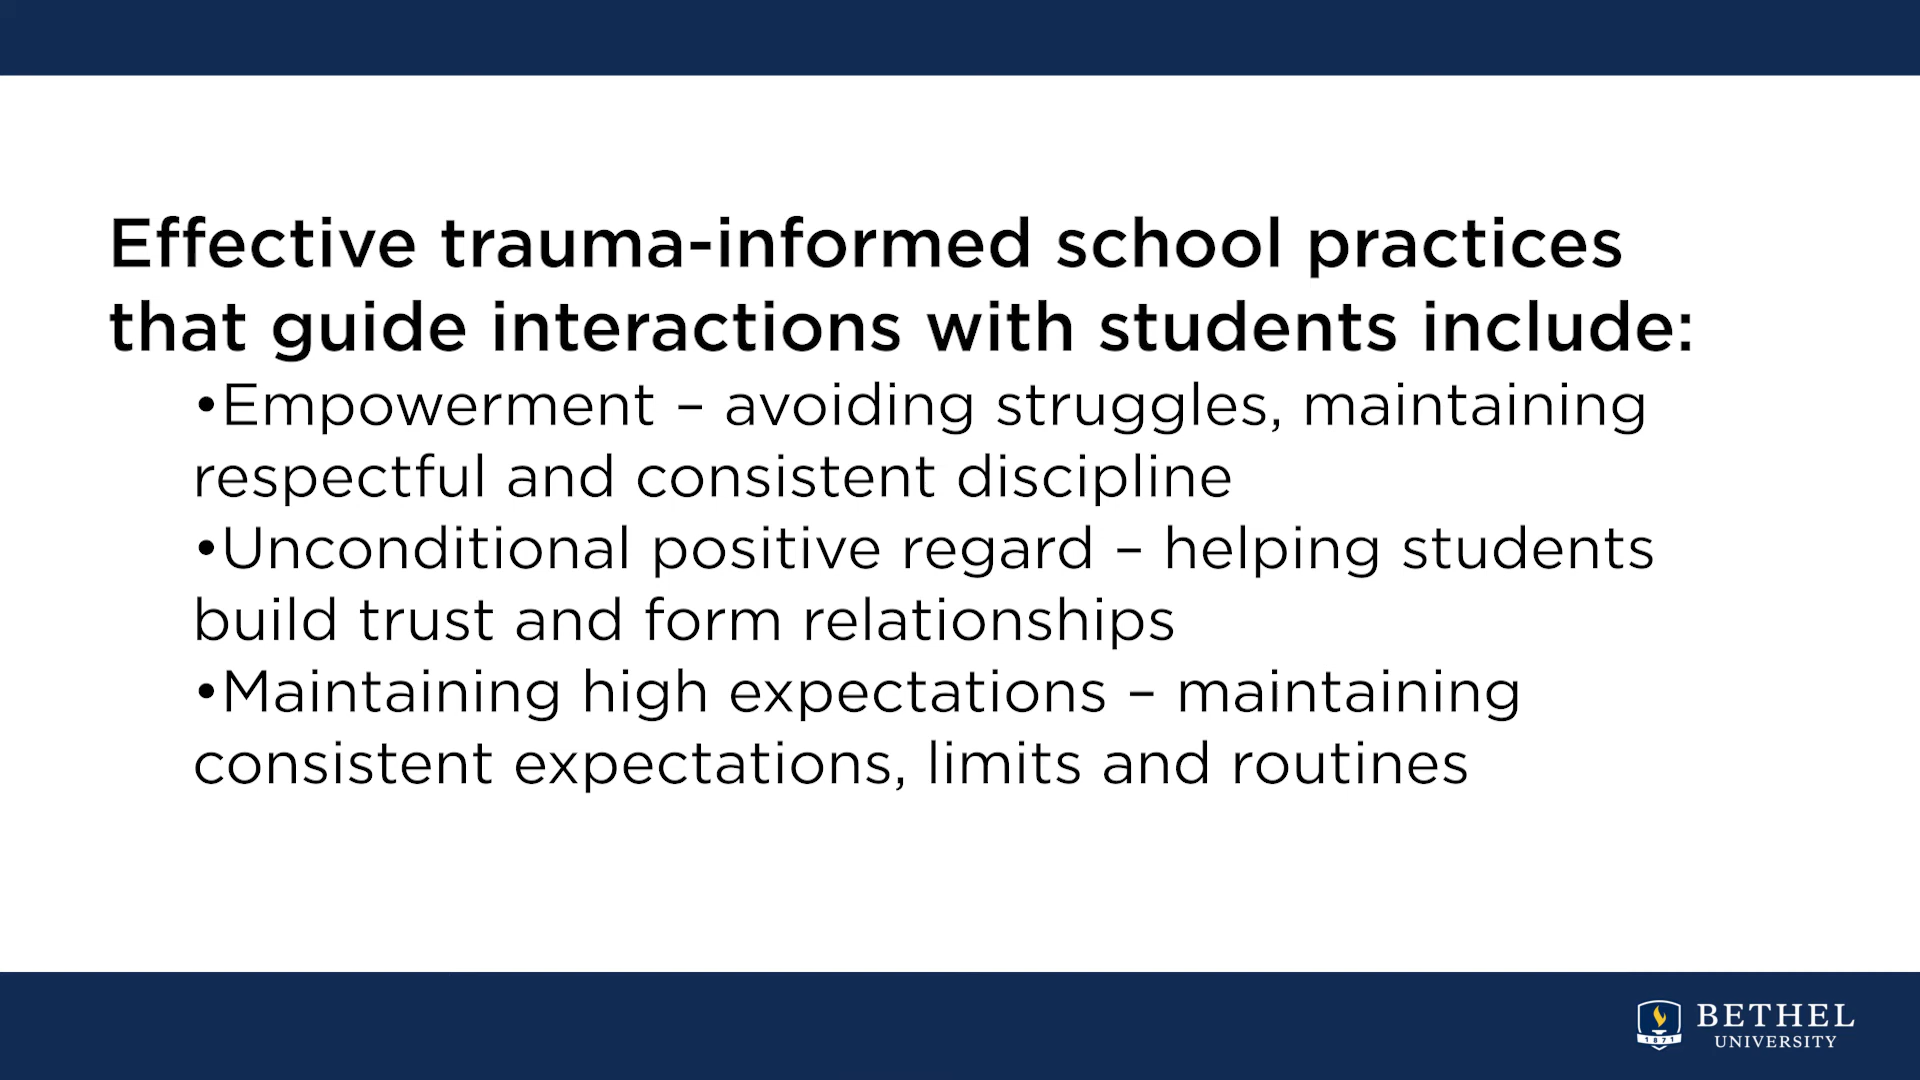 Effective trauma-informed school practices
that guide interactions with students include:
•Empowerment – avoiding struggles, maintaining
respectful and consistent discipline
•Unconditional positive regard – helping students
build trust and form relationships
•Maintaining high expectations – maintaining
consistent expectations, limits and routines
1871
BETHEL
UNIVERSITY